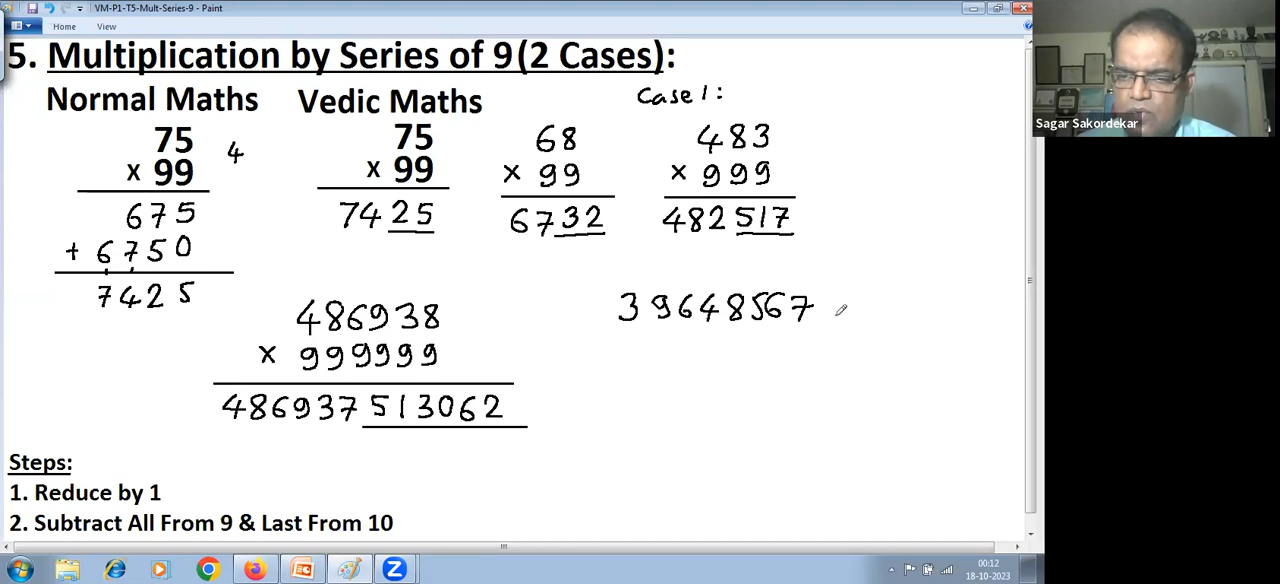 VM-P1-T5-Mult-Series-9 - Paint
Home View
5. Multiplication by Series of 9(2 Cases):
Normal Maths
75
x 99
4
675
+ 6750
7425
Vedic Maths
75
x 99
7425
68
× 99
6732
Case 1:
483
× 999
482517
486938
× 999999
486937513062
39648567
Steps:
1. Reduce by 1
2. Subtract All From 9 & Last From 10
Sagar Sakordekar
00:12
18-10-2023